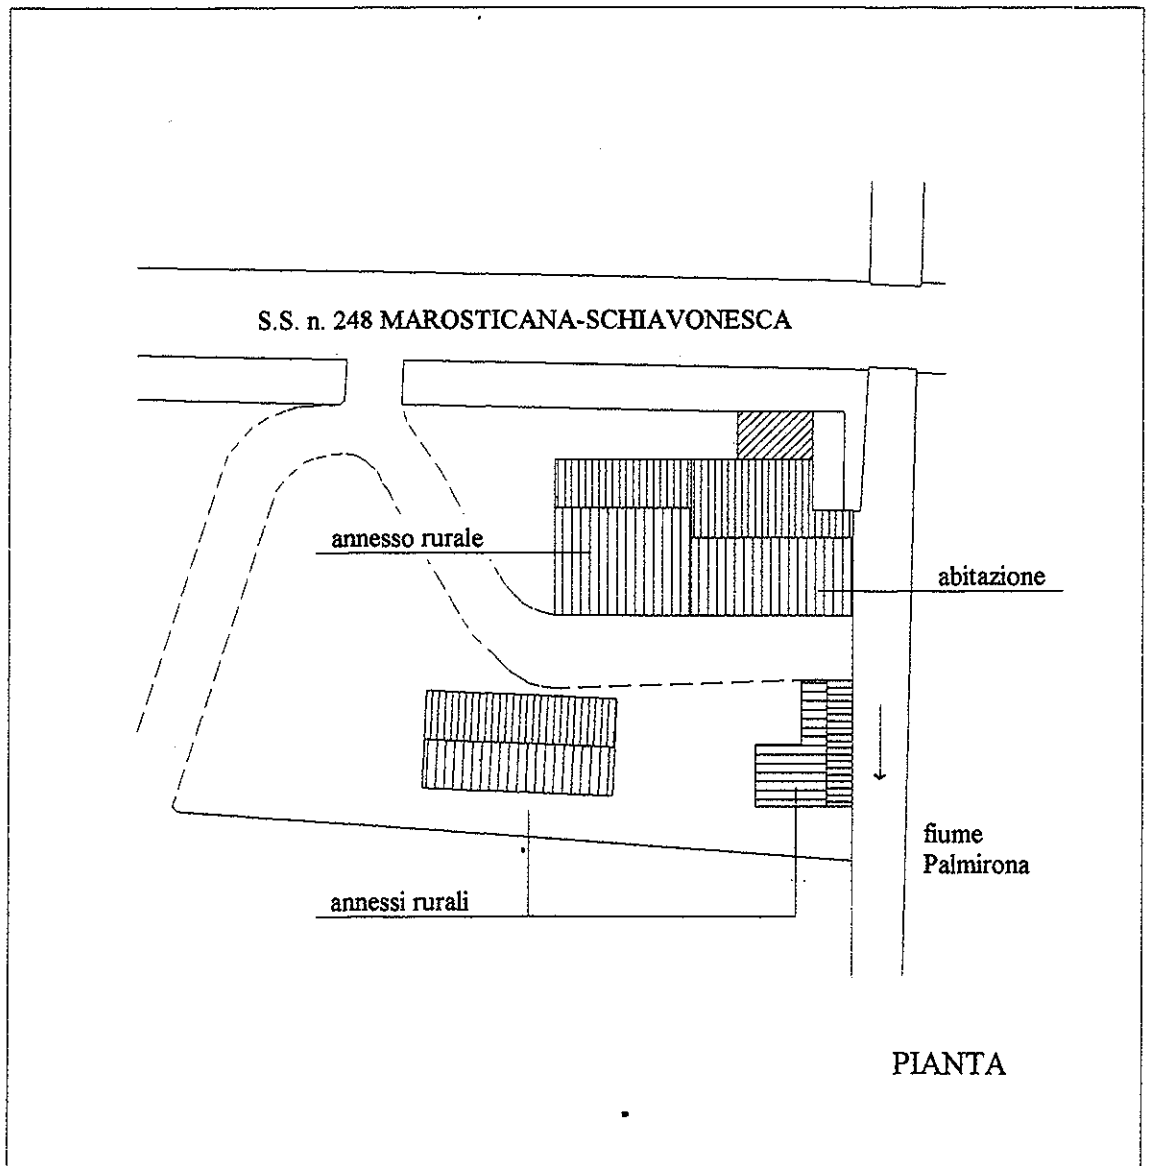 S.S. n. 248 MAROSTICANA-SCHIAVONESCA
annesso rurale
abitazione
fiume
Palmirona
annessi rurali
PIANTA